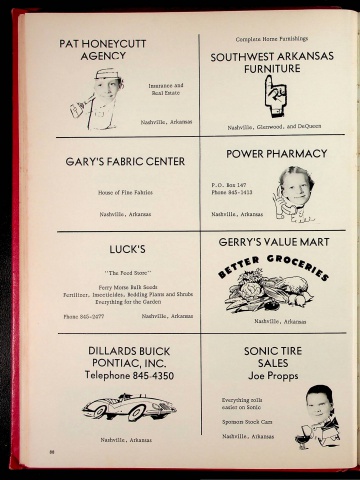 PAT HONEYCUTT
AGENCY
Insurance and
Real Estate
Nashville, Arkansas
Complete Home Furnishings
SOUTHWEST ARKANSAS
FURNITURE
Nashville, Glenwood, and DeQueen
GARY'S FABRIC CENTER
House of Fine Fabrics
Nashville, Arkansas
POWER PHARMACY
P.O. Box 147
Phone 845-1413
Nashville, Arkansas
LUCK'S
"The Feed Store"
Ferry Morse Bulk Seeds
Fertilizer, Insecticides, Bedding Plants and Shrubs
Everything for the Garden
Phone 845-2477 Nashville, Arkansas
GERRY'S VALUE MART
BETTER GROCERIES
Nashville, Arkansas
DILLARDS BUICK
PONTIAC, INC.
Telephone 845-4350
Nashville, Arkansas
SONIC TIRE
SALES
Joe Propps
Everything rolls
easier on Sonic
Sponsors Stock Cars
Nashville, Arkansas